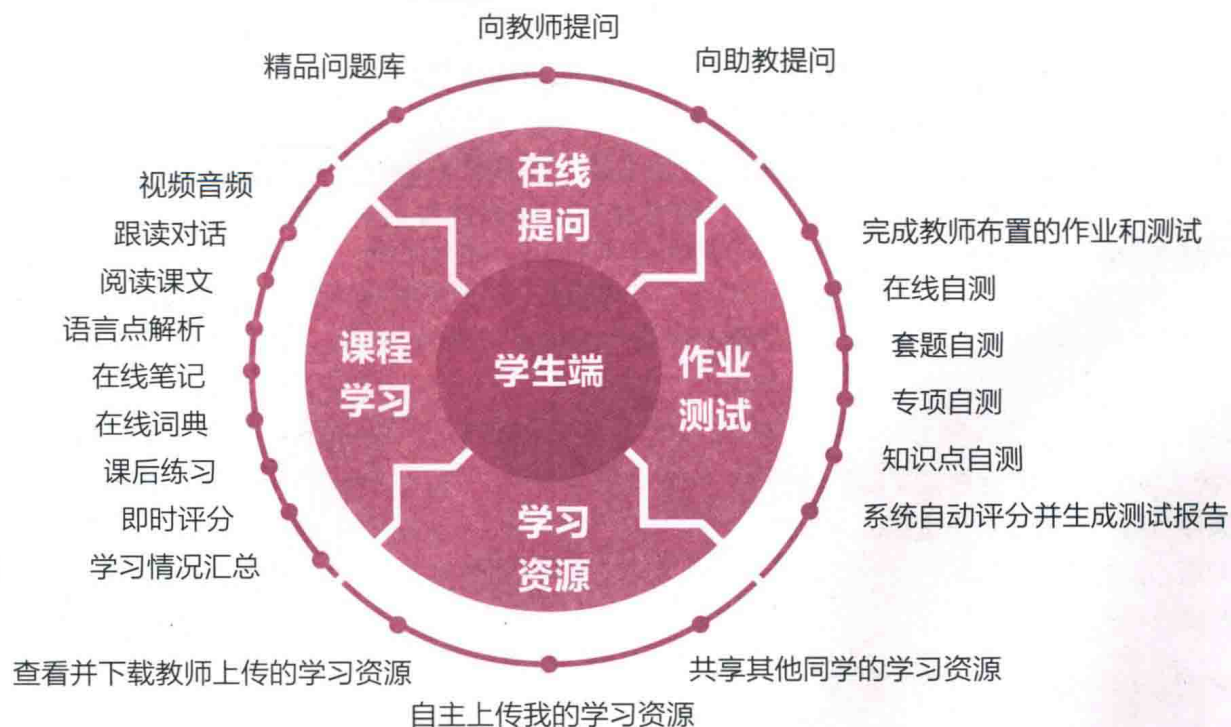 向教师提问
精品问题库
向助教提问
视频音频
跟读对话
阅读课文
语言点解析
在线笔记
在线词典
课后练习
即时评分
学习情况汇总
在线
提问
课程
学习
学生端
作业
测试
学习
资源
完成教师布置的作业和测试
在线自测
套题自测
专项自测
知识点自测
系统自动评分并生成测试报告
查看并下载教师上传的学习资源
自主上传我的学习资源
共享其他同学的学习资源